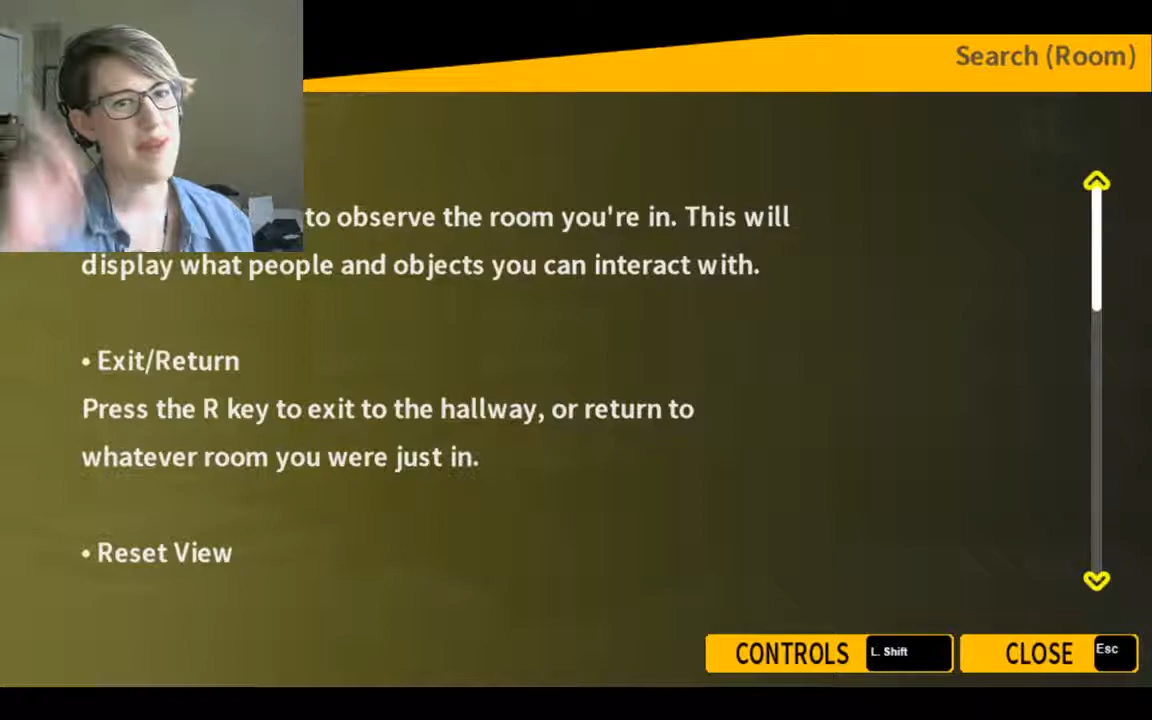 Search (Room)
to observe the room you're in. This will
display what people and objects you can interact with.
• Exit/Return
Press the R key to exit to the hallway, or return to
whatever room you were just in.
• Reset View
CONTROLS L. Shift CLOSE Esc